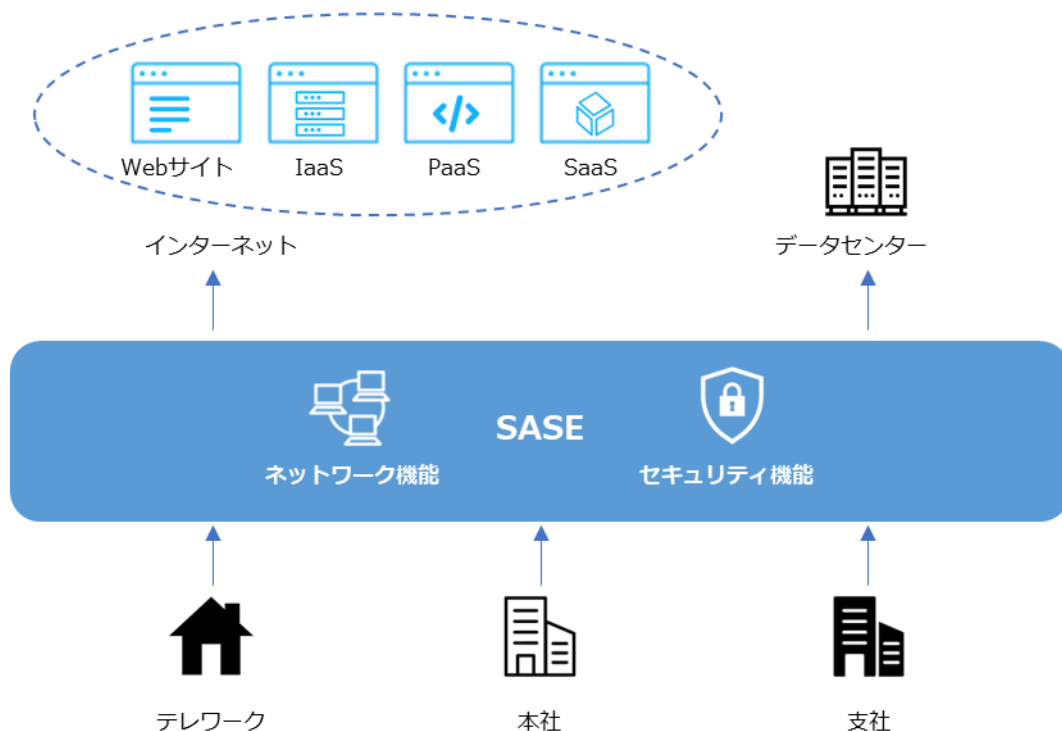 Webサイト
IaaS
PaaS
SaaS
インターネット
データセンター
SASE
ネットワーク機能
セキュリティ機能
テレワーク
本社
支社